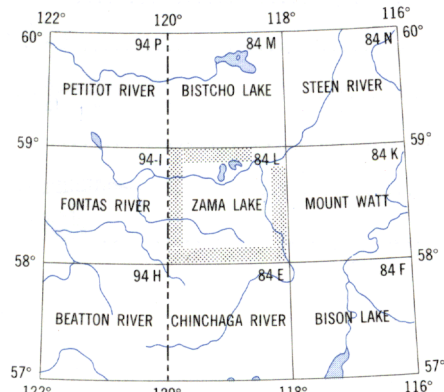 122° 120° 118° 116°
60° 94 P 84 M 84 N 60°
PETITOT RIVER BISTCHO LAKE STEEN RIVER
59° 94-I 84 L 84 K 59°
FONTAS RIVER ZAMA LAKE MOUNT WATT
58° 94 H 84 E 84 F 58°
BEATTON RIVER CHINCHAGA RIVER BISON LAKE
57° 57°
122° 120° 118° 116°